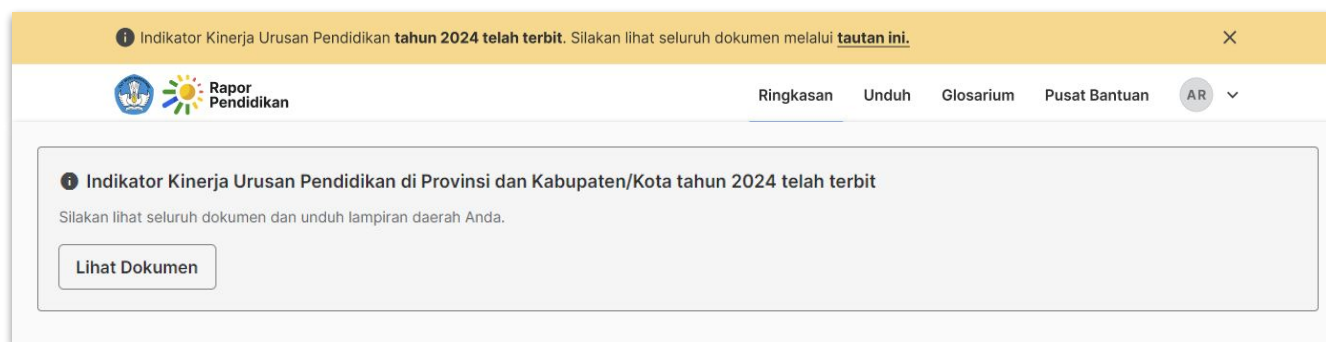 Indikator Kinerja Urusan Pendidikan tahun 2024 telah terbit. Silakan lihat seluruh dokumen melalui tautan ini.
Rapor
Pendidikan
Ringkasan Unduh Glosarium Pusat Bantuan AR
Indikator Kinerja Urusan Pendidikan di Provinsi dan Kabupaten/Kota tahun 2024 telah terbit
Silakan lihat seluruh dokumen dan unduh lampiran daerah Anda.
Lihat Dokumen